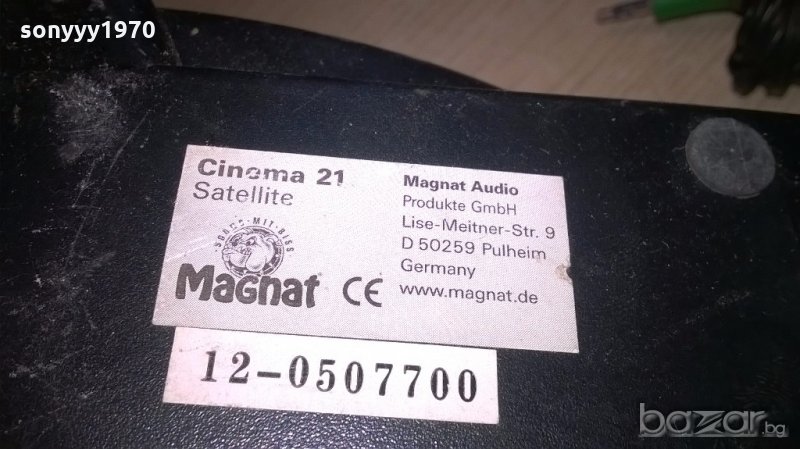 sonyyy1970
Cinema 21
Satellite
Magnat
CE
Magnat Audio
Produkte GmbH
Lise-Meitner-Str. 9
D 50259 Pulheim
Germany
www.magnat.de
12-0507700
bazar.bg